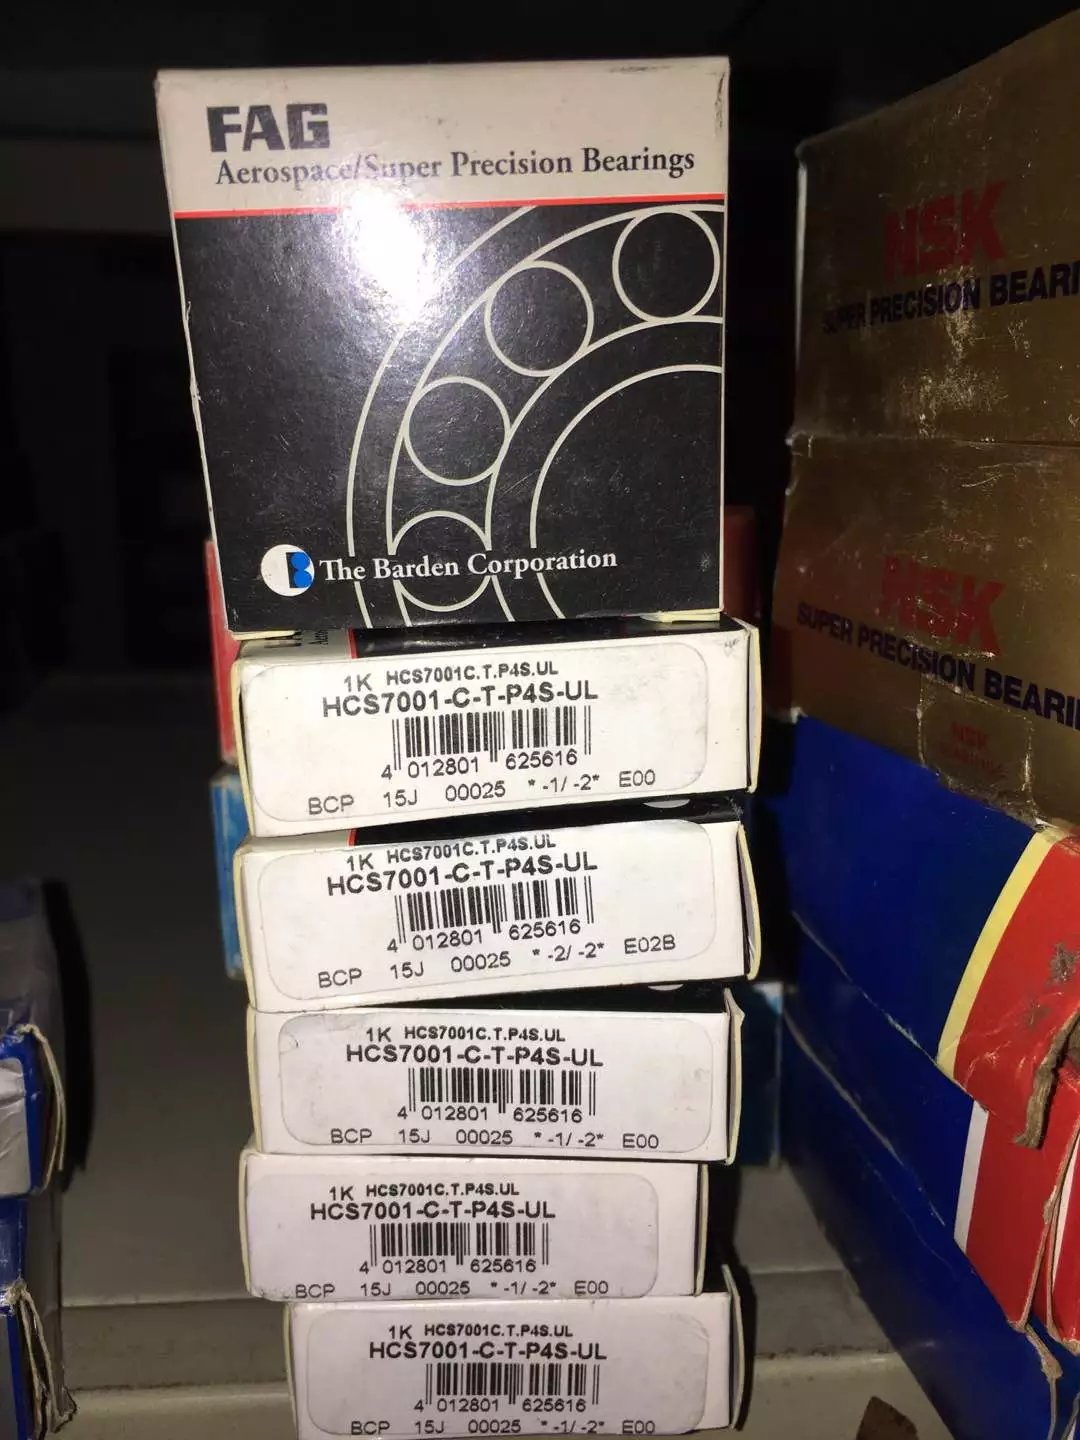 FAG
Aerospace/Super Precision Bearings
The Barden Corporation
1K HCS7001C.T.P4S.UL
HCS7001-C-T-P4S-UL
4 012801 625616
BCP 15J 00025 *-1/-2* E00
1K HCS7001C.T.P4S.UL
HCS7001-C-T-P4S-UL
4 012801 625616
BCP 15J 00025 *-2/-2* E02B
1K HCS7001C.T.P4S.UL
HCS7001-C-T-P4S-UL
4 012801 625616
BCP 15J 00025 *-1/-2* E00
1K HCS7001C.T.P4S.UL
HCS7001-C-T-P4S-UL
4 012801 625616
BCP 15J 00025 *-1/-2* E00
1K HCS7001C.T.P4S.UL
HCS7001-C-T-P4S-UL
4 012801 625616
BCP 15J 00025 *-1/-2* E00
NSK
SUPER PRECISION BEARI
NSK
SUPER PRECISION BEARI
NSK